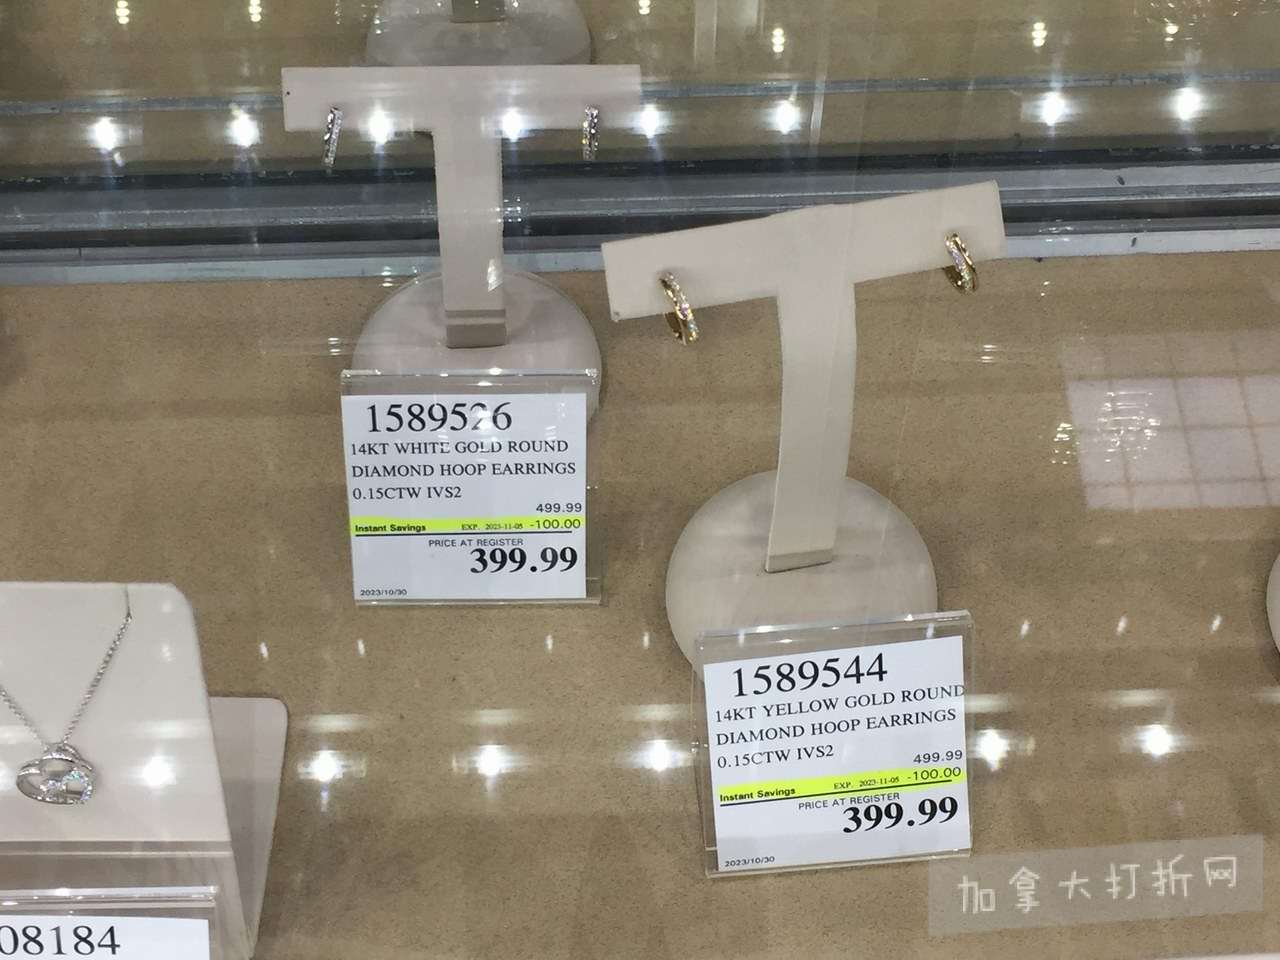 1589526
14KT WHITE GOLD ROUND
DIAMOND HOOP EARRINGS
0.15CTW IVS2
499.99
Instant Savings EXP. 2023-11-05 -100.00
PRICE AT REGISTER
399.99
2023/10/30
1589544
14KT YELLOW GOLD ROUND
DIAMOND HOOP EARRINGS
0.15CTW IVS2
499.99
Instant Savings EXP. 2023-11-05 -100.00
PRICE AT REGISTER
399.99
2023/10/30
08184
加拿大打折网